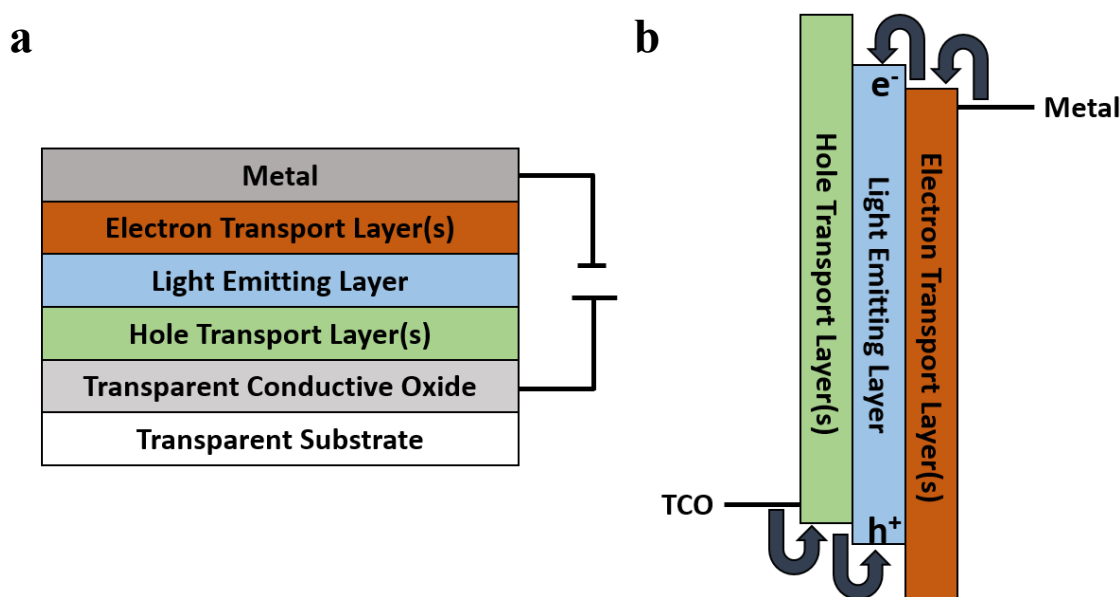 a
Metal
Electron Transport Layer(s)
Light Emitting Layer
Hole Transport Layer(s)
Transparent Conductive Oxide
Transparent Substrate
b
e-
Metal
Hole Transport Layer(s)
Light Emitting Layer
Electron Transport Layer(s)
TCO
h+